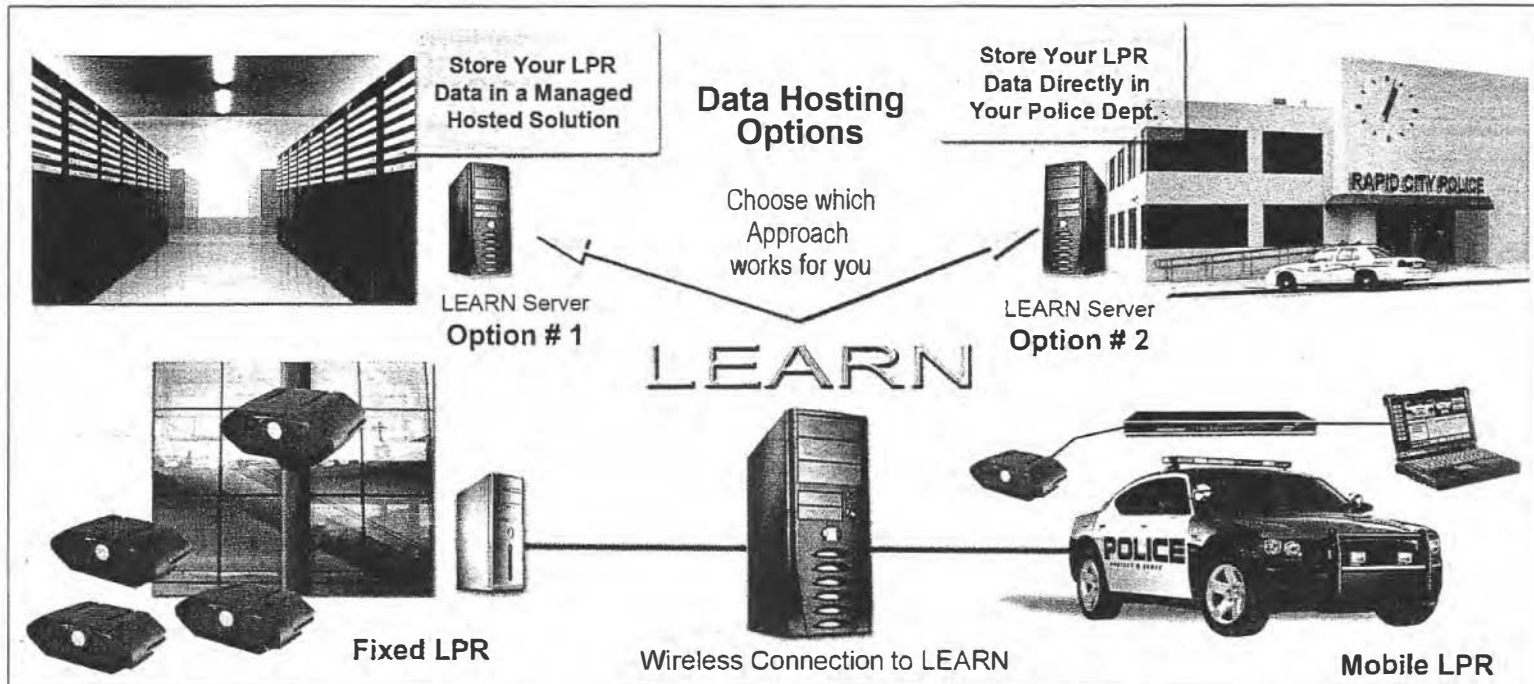 Store Your LPR
Data in a Managed
Hosted Solution
Data Hosting
Options
Store Your LPR
Data Directly in
Your Police Dept.
Choose which
Approach
works for you
RAPID CITY POLICE
LEARN Server
Option # 1
LEARN Server
Option # 2
LEARN
POLICE
PROTECT & SERVE
Fixed LPR
Wireless Connection to LEARN
Mobile LPR